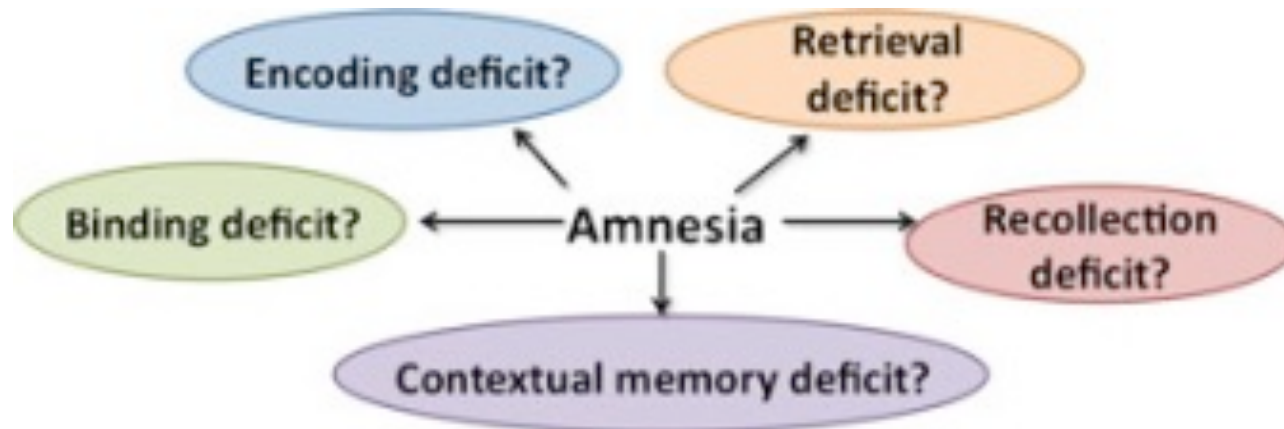 Encoding deficit?
Retrieval
deficit?
Binding deficit?
Amnesia
Recollection
deficit?
Contextual memory deficit?